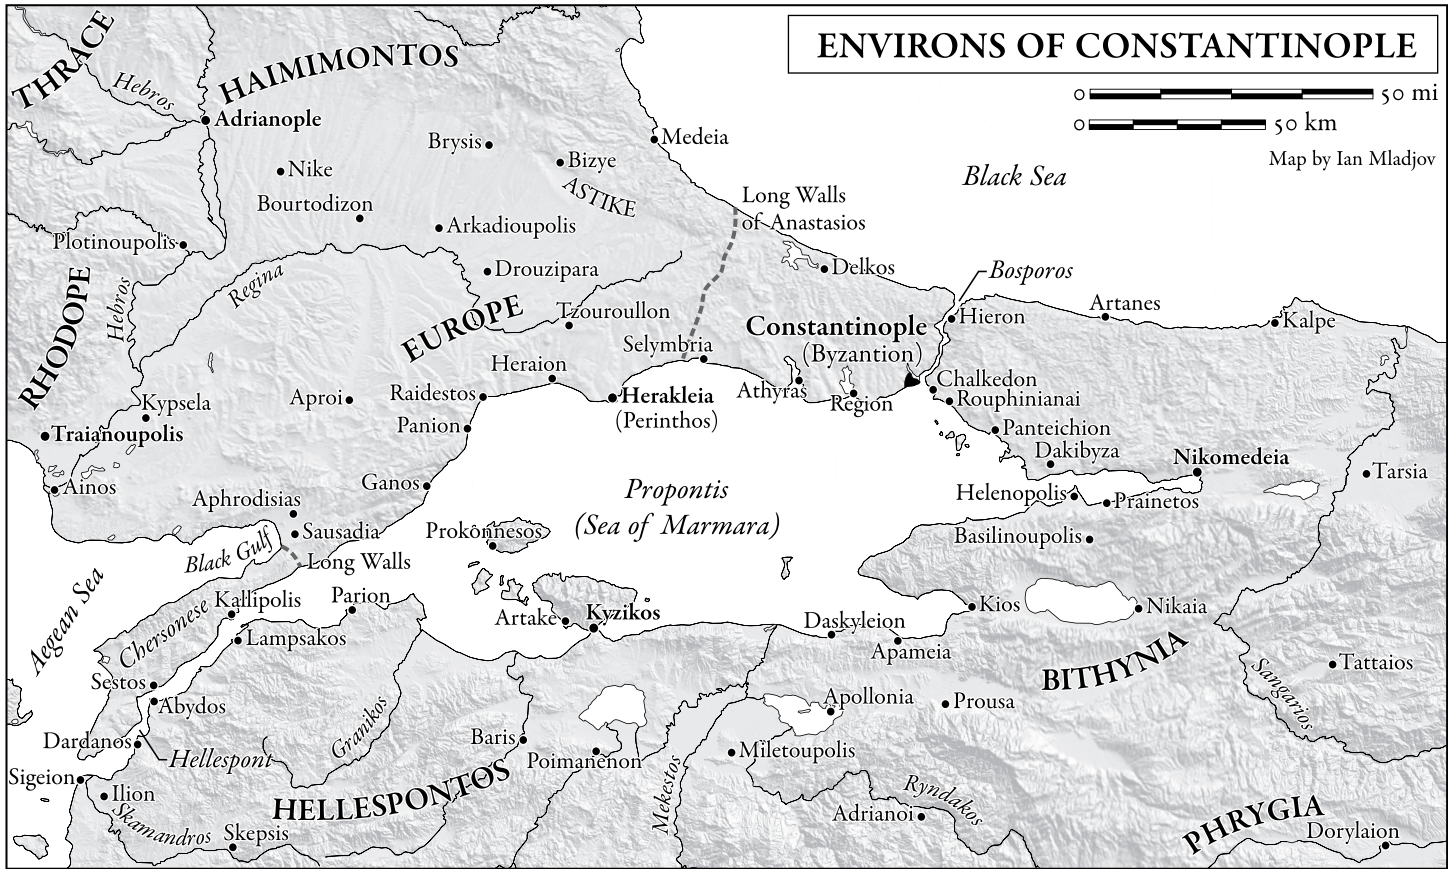 ENVIRONS OF CONSTANTINOPLE
0 50 mi
0 50 km
Map by Ian Mladjov
THRACE
Hebros
HAIMIMONTOS
Adrianople
Brysis
Medeia
Bizye
ASTIKE
Nike
Bourtodizon
Arkadioupolis
Black Sea
Long Walls
of Anastasios
Plotinoupolis
Drouzipara
Delkos
Bosporos
RHODOPE
Hebros
Regina
EUROPE
Tzouroullon
Selymbria
Constantinople
(Byzantion)
Hieron
Artanes
Kalpe
Heraion
Aproi
Raidestos
Herakleia
(Perinthos)
Athyras
Region
Chalkedon
Rouphinianai
Kypsela
Traianoupolis
Panion
Panteichion
Dakibyza
Nikomedeia
Tarsia
Ainos
Ganos
Helenopolis
Prainetos
Aphrodisias
Sausadia
Propontis
(Sea of Marmara)
Prokonnesos
Basilinoupolis
Black Gulf
Long Walls
Aegean Sea
Chersonese
Kallipolis
Parion
Artake
Kyzikos
Daskyleion
Kios
Nikaia
Lampsakos
Apameia
BITHYNIA
Tattaios
Sestos
Abydos
Granikos
Apollonia
Prousa
Sangarios
Dardanos
Hellespont
Baris
Poimanenon
Miletoupolis
Sigeion
Ilion
HELLESPONTOS
Mekestos
Ryndakos
Adrianoi
PHRYGIA
Dorylaion
Skamandros
Skepsis